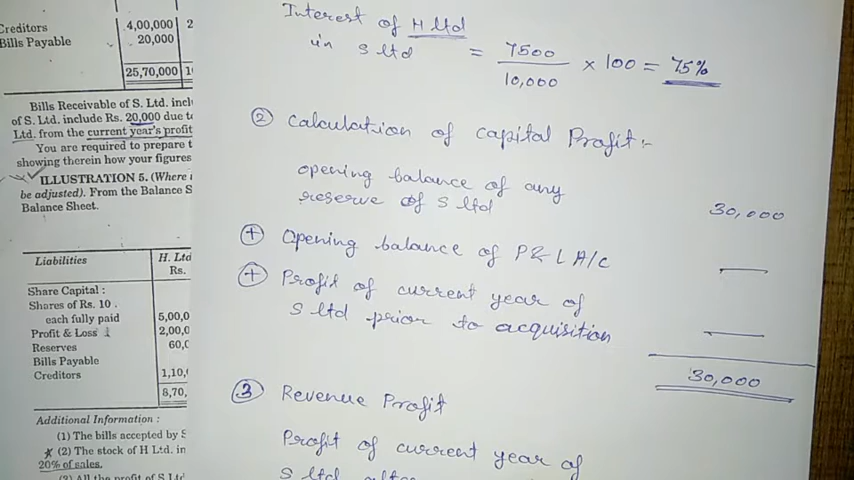 Creditors 4,00,000 2
Bills Payable 20,000
25,70,000
Bills Receivable of S. Ltd.
of S. Ltd. include Rs. 20,000 due
Ltd. from the current year's profit
You are required to prepare
showing therein how your figures
ILLUSTRATION 5. (Where
be adjusted). From the Balance S
Balance Sheet.
Liabilities H. Ltd
Rs.
Share Capital :
Shares of Rs. 10
each fully paid 5,00,0
Profit & Loss 2,00,0
Reserves 60,0
Bills Payable
Creditors 1,10,
8,70,
Additional Information :
(1) The bills accepted by S
(2) The stock of H Ltd. in
20% of sales.
Interest of H ltd
in S ltd = 7500 / 10,000 × 100 = 75%
② Calculation of capital Profit :-
opening balance of any
reserve of S ltd 30,000
⊕ Opening balance of P & L A/C —
⊕ Profit of current year of
S ltd prior to acquisition —
30,000
③ Revenue Profit
Profit of current year of
S ltd after